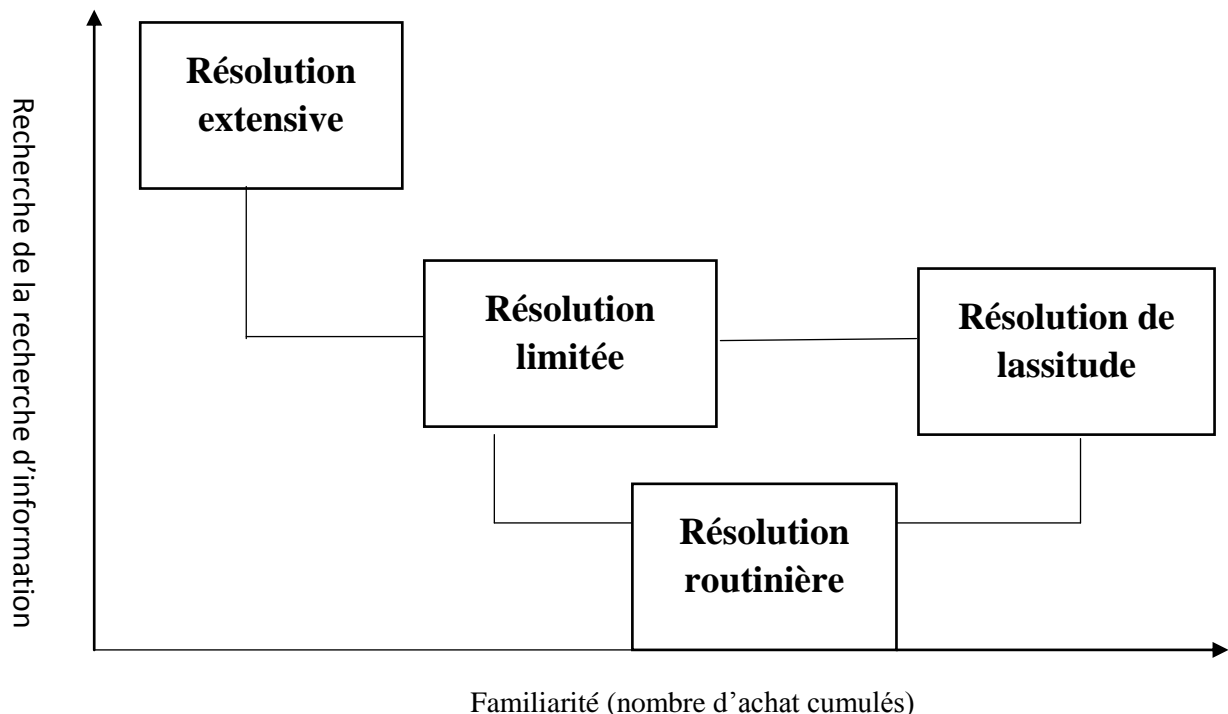 Résolution
extensive
Recherche de la recherche d’information
Résolution
limitée
Résolution de
lassitude
Résolution
routinière
Familiarité (nombre d’achat cumulés)